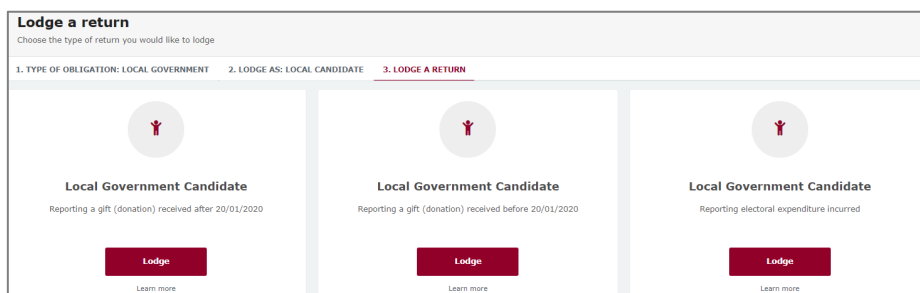 Lodge a return
Choose the type of return you would like to lodge
1. TYPE OF OBLIGATION: LOCAL GOVERNMENT 2. LODGE AS: LOCAL CANDIDATE 3. LODGE A RETURN
Local Government Candidate
Reporting a gift (donation) received after 20/01/2020
Lodge
Learn more
Local Government Candidate
Reporting a gift (donation) received before 20/01/2020
Lodge
Learn more
Local Government Candidate
Reporting electoral expenditure incurred
Lodge
Learn more